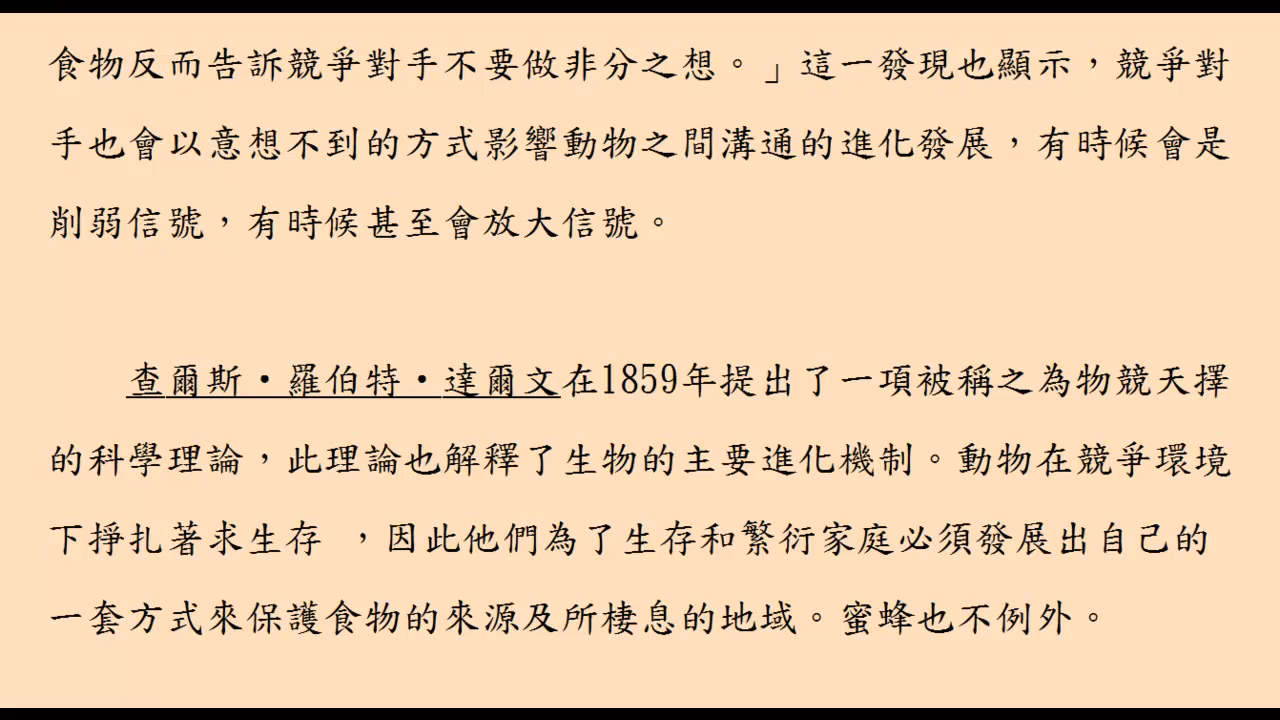 食物反而告訴競爭對手不要做非分之想。」這一發現也顯示，競爭對
手也會以意想不到的方式影響動物之間溝通的進化發展，有時候會是
削弱信號，有時候甚至會放大信號。
查爾斯·羅伯特·達爾文在1859年提出了一項被稱之為物競天擇
的科學理論，此理論也解釋了生物的主要進化機制。動物在競爭環境
下掙扎著求生存 ，因此他們為了生存和繁衍家庭必須發展出自己的
一套方式來保護食物的來源及所棲息的地域。蜜蜂也不例外。